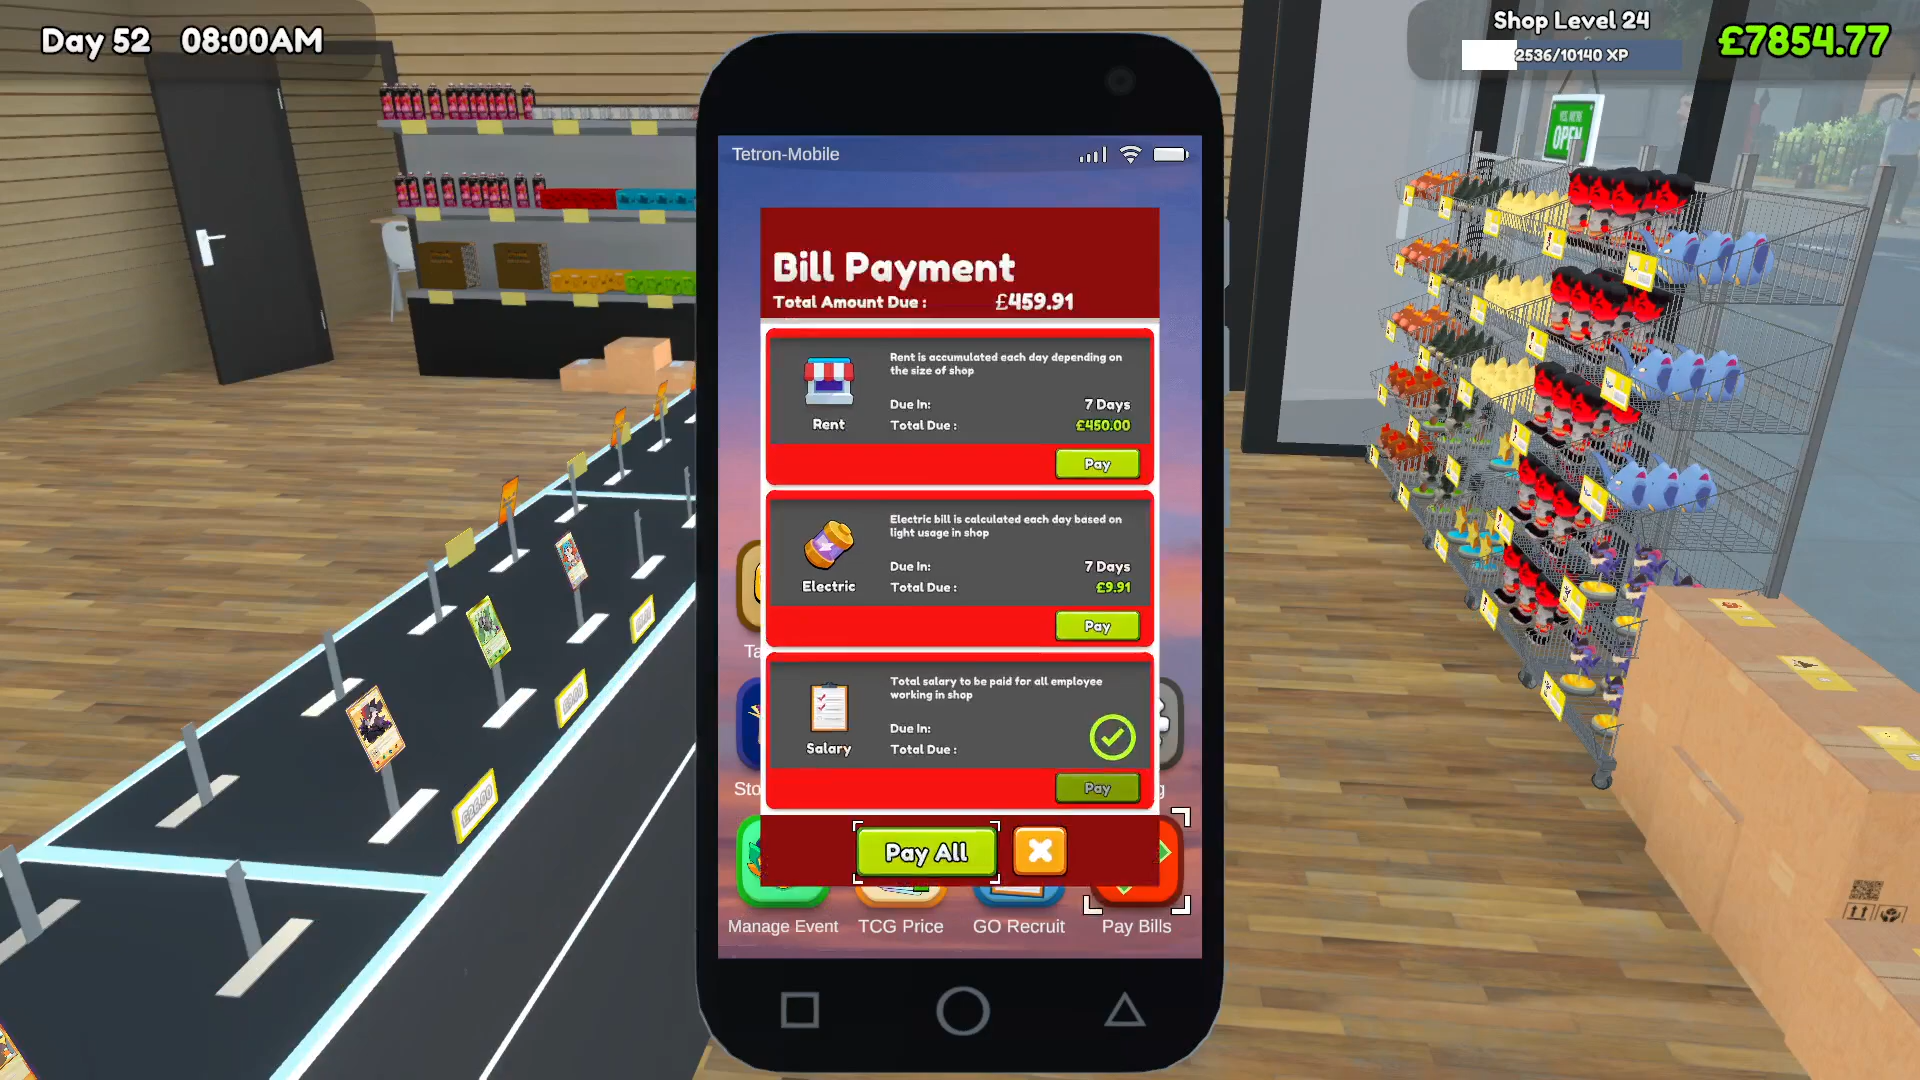 Day 52 08:00AM
Shop Level 24
2536/10140 XP
£7854.77
YES, WE'RE
OPEN
Tetron-Mobile
Bill Payment
Total Amount Due : £459.91
Rent is accumulated each day depending on
the size of shop
Due In: 7 Days
Total Due : £450.00
Rent
Pay
Electric bill is calculated each day based on
light usage in shop
Due In: 7 Days
Total Due : £9.91
Electric
Pay
Total salary to be paid for all employee
working in shop
Due In:
Total Due :
Salary
Pay
Pay All
Manage Event
TCG Price
GO Recruit
Pay Bills